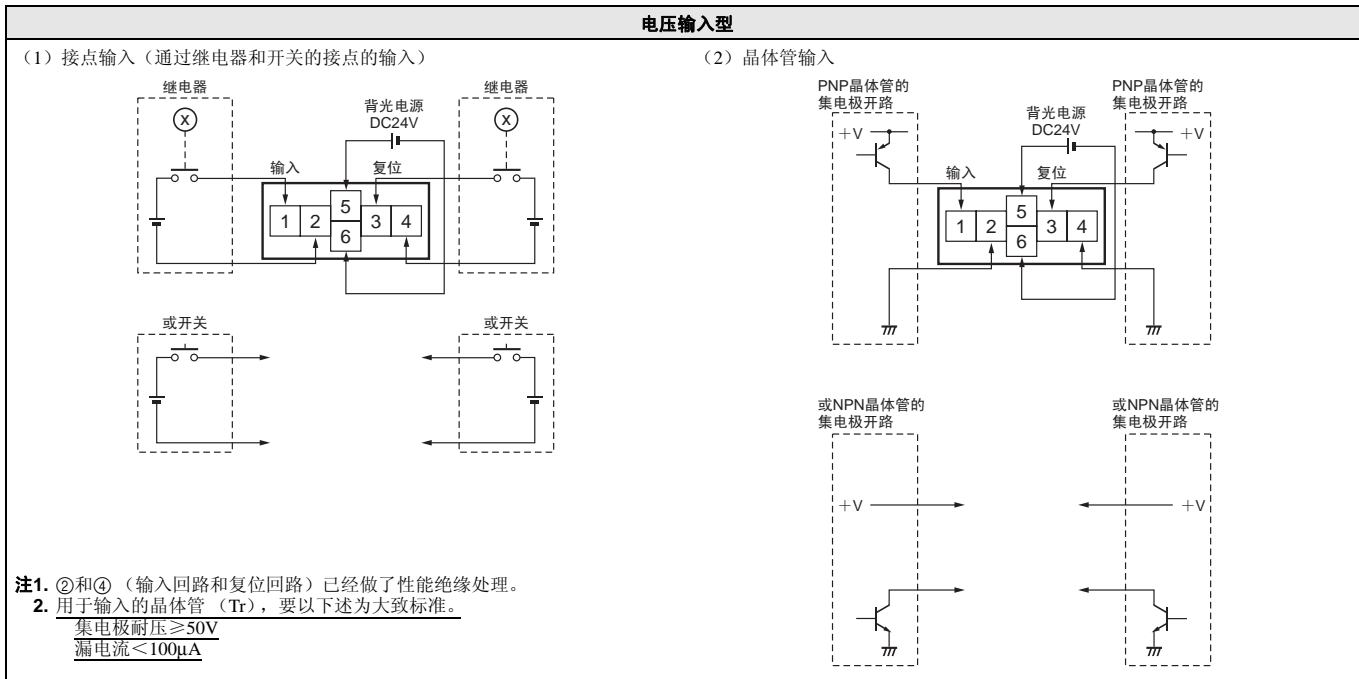 电压输入型
（1）接点输入（通过继电器和开关的接点的输入）
继电器
X
继电器
X
背光电源
DC24V
输入
复位
1 2 5 3 4
6
或开关
或开关
（2）晶体管输入
PNP晶体管的
集电极开路
PNP晶体管的
集电极开路
+V
+V
背光电源
DC24V
输入
复位
1 2 5 3 4
6
或NPN晶体管的
集电极开路
或NPN晶体管的
集电极开路
+V
+V
注1. ②和④ （输入回路和复位回路）已经做了性能绝缘处理。
2. 用于输入的晶体管 （Tr），要以下述为大致标准。
集电极耐压≥50V
漏电流＜100μA